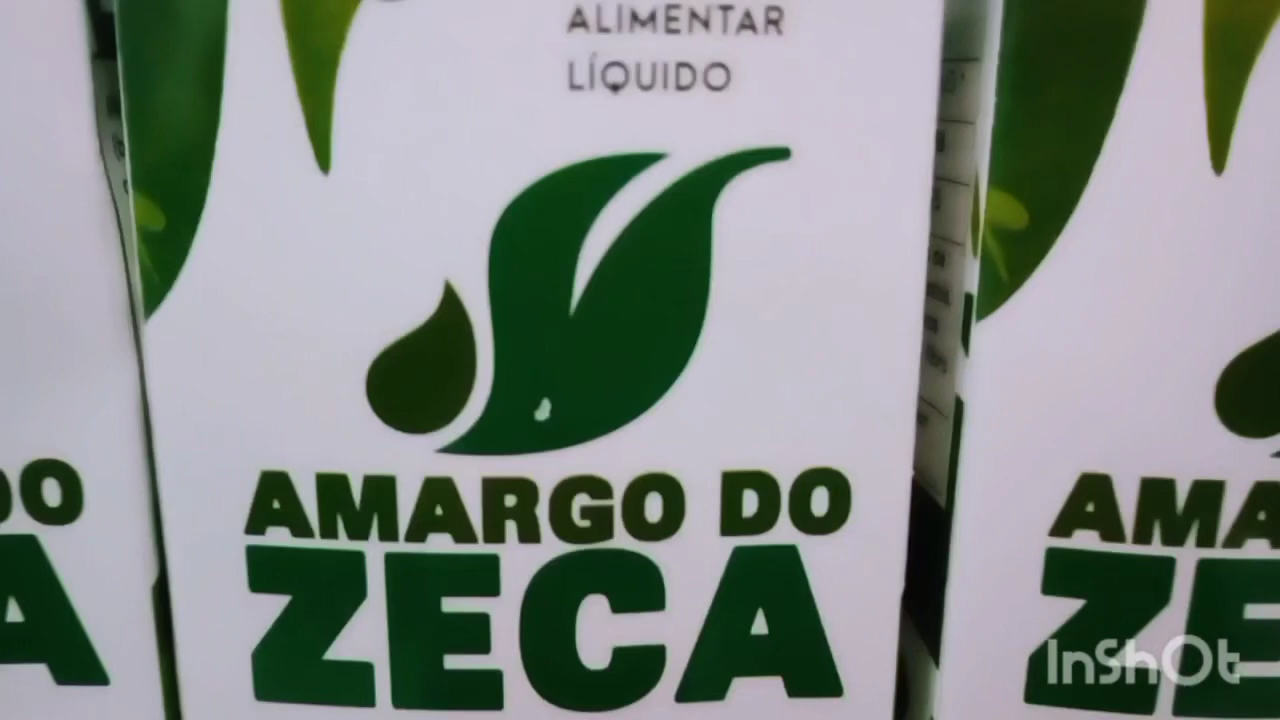 ALIMENTAR
LÍQUIDO
AMARGO DO
ZECA
DO
A
AMA
ZE
InShOt